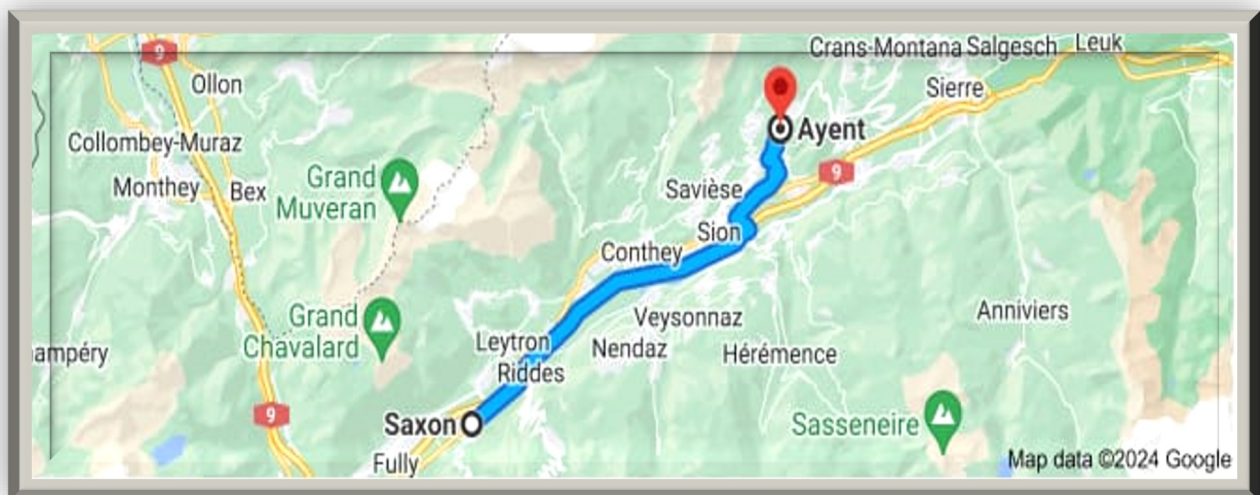 9
Crans-Montana
Salgesch
Leuk
Ollon
Sierre
Ayent
Collombey-Muraz
9
Monthey
Bex
Grand
Muveran
Savièse
Sion
Conthey
Anniviers
Grand
Chavalard
Veysonnaz
Leytron
Nendaz
Hérémence
ampéry
Riddes
9
Saxon
Sasseneire
Fully
Map data ©2024 Google